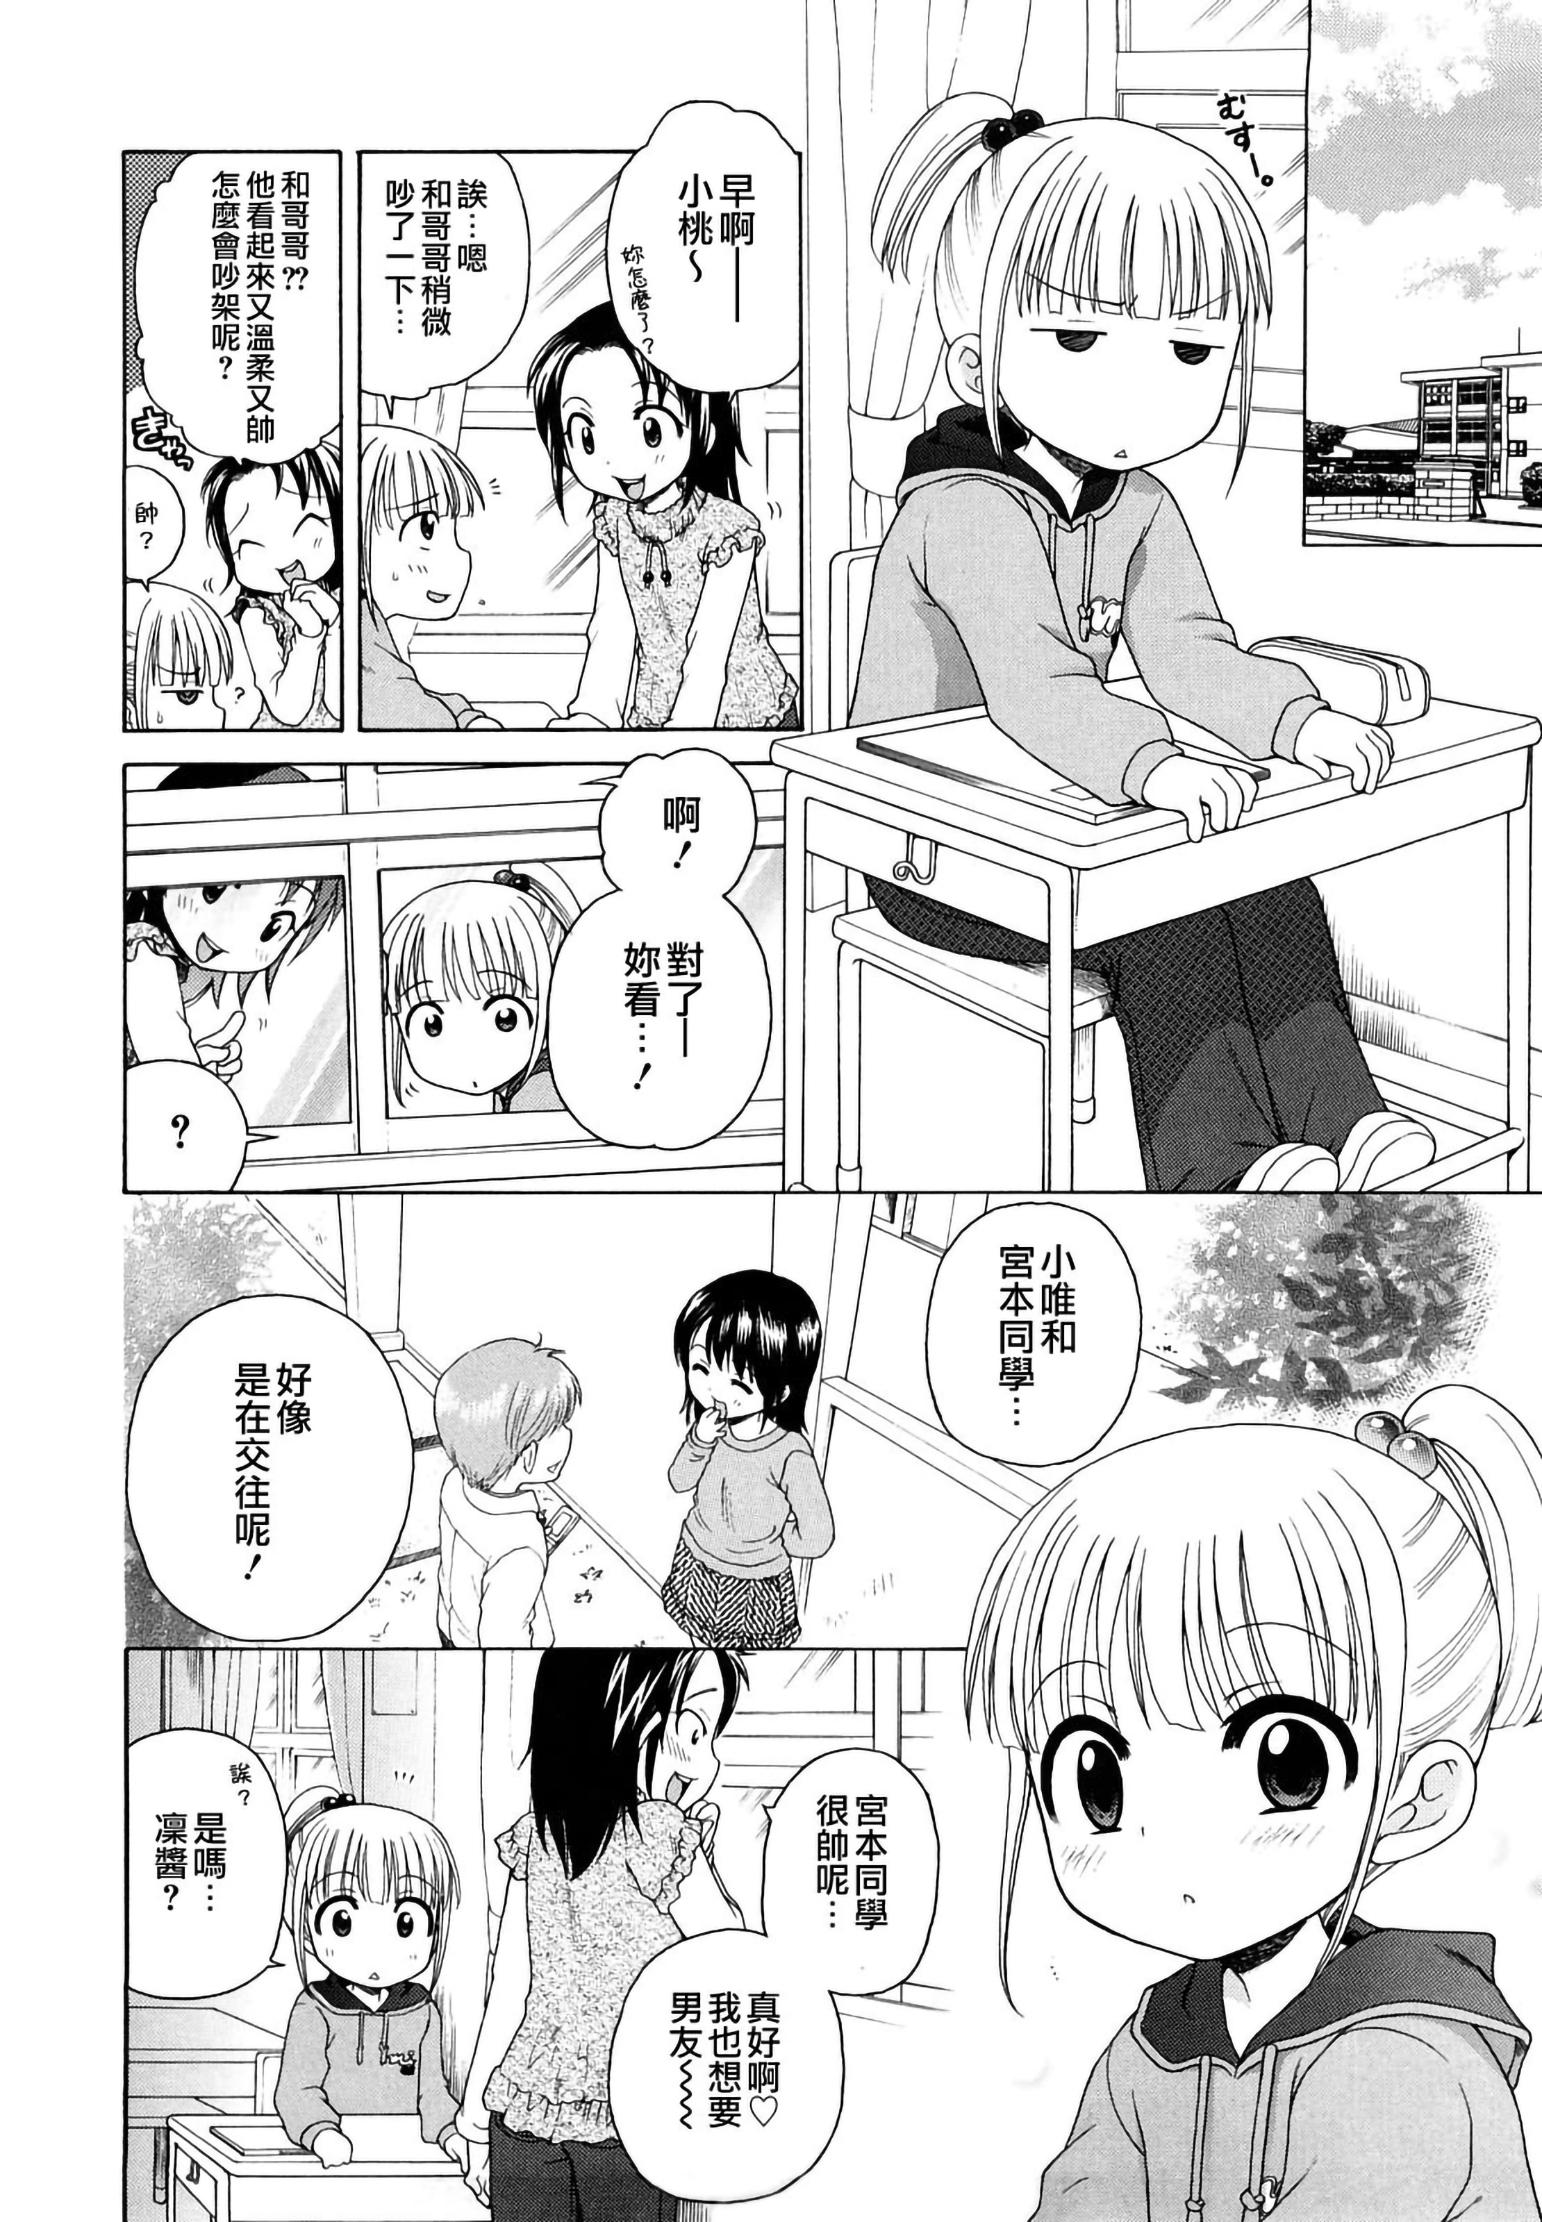 むすー。
早啊——
小桃～
妳怎麼了？
誒…嗯
和哥哥稍微
吵了一下…
和哥哥??
他看起來又溫柔又帥
怎麼會吵架呢？
きゃっ
帥？
?
啊！
對了—
妳看…！
？
小唯和
宮本同學…
好像
是在交往呢！
宮本同學
很帥呢…
真好啊♡
我也想要
男友～～～
誒？
是嗎…
凜醬？